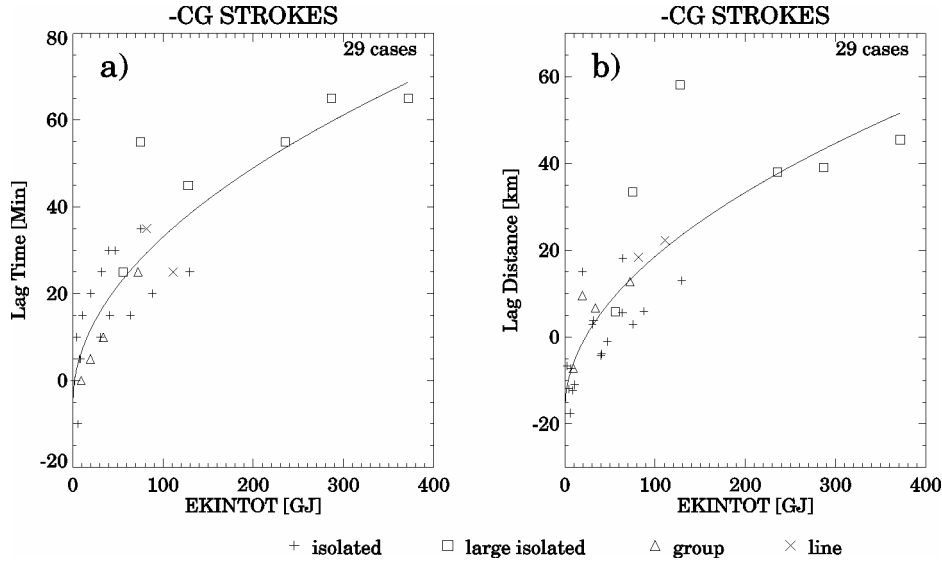 -CG STROKES
29 cases
a)
80
60
40
20
0
-20
Lag Time [Min]
0 100 200 300 400
EKINTOT [GJ]
-CG STROKES
29 cases
b)
60
40
20
0
-20
Lag Distance [km]
0 100 200 300 400
EKINTOT [GJ]
isolated large isolated group line